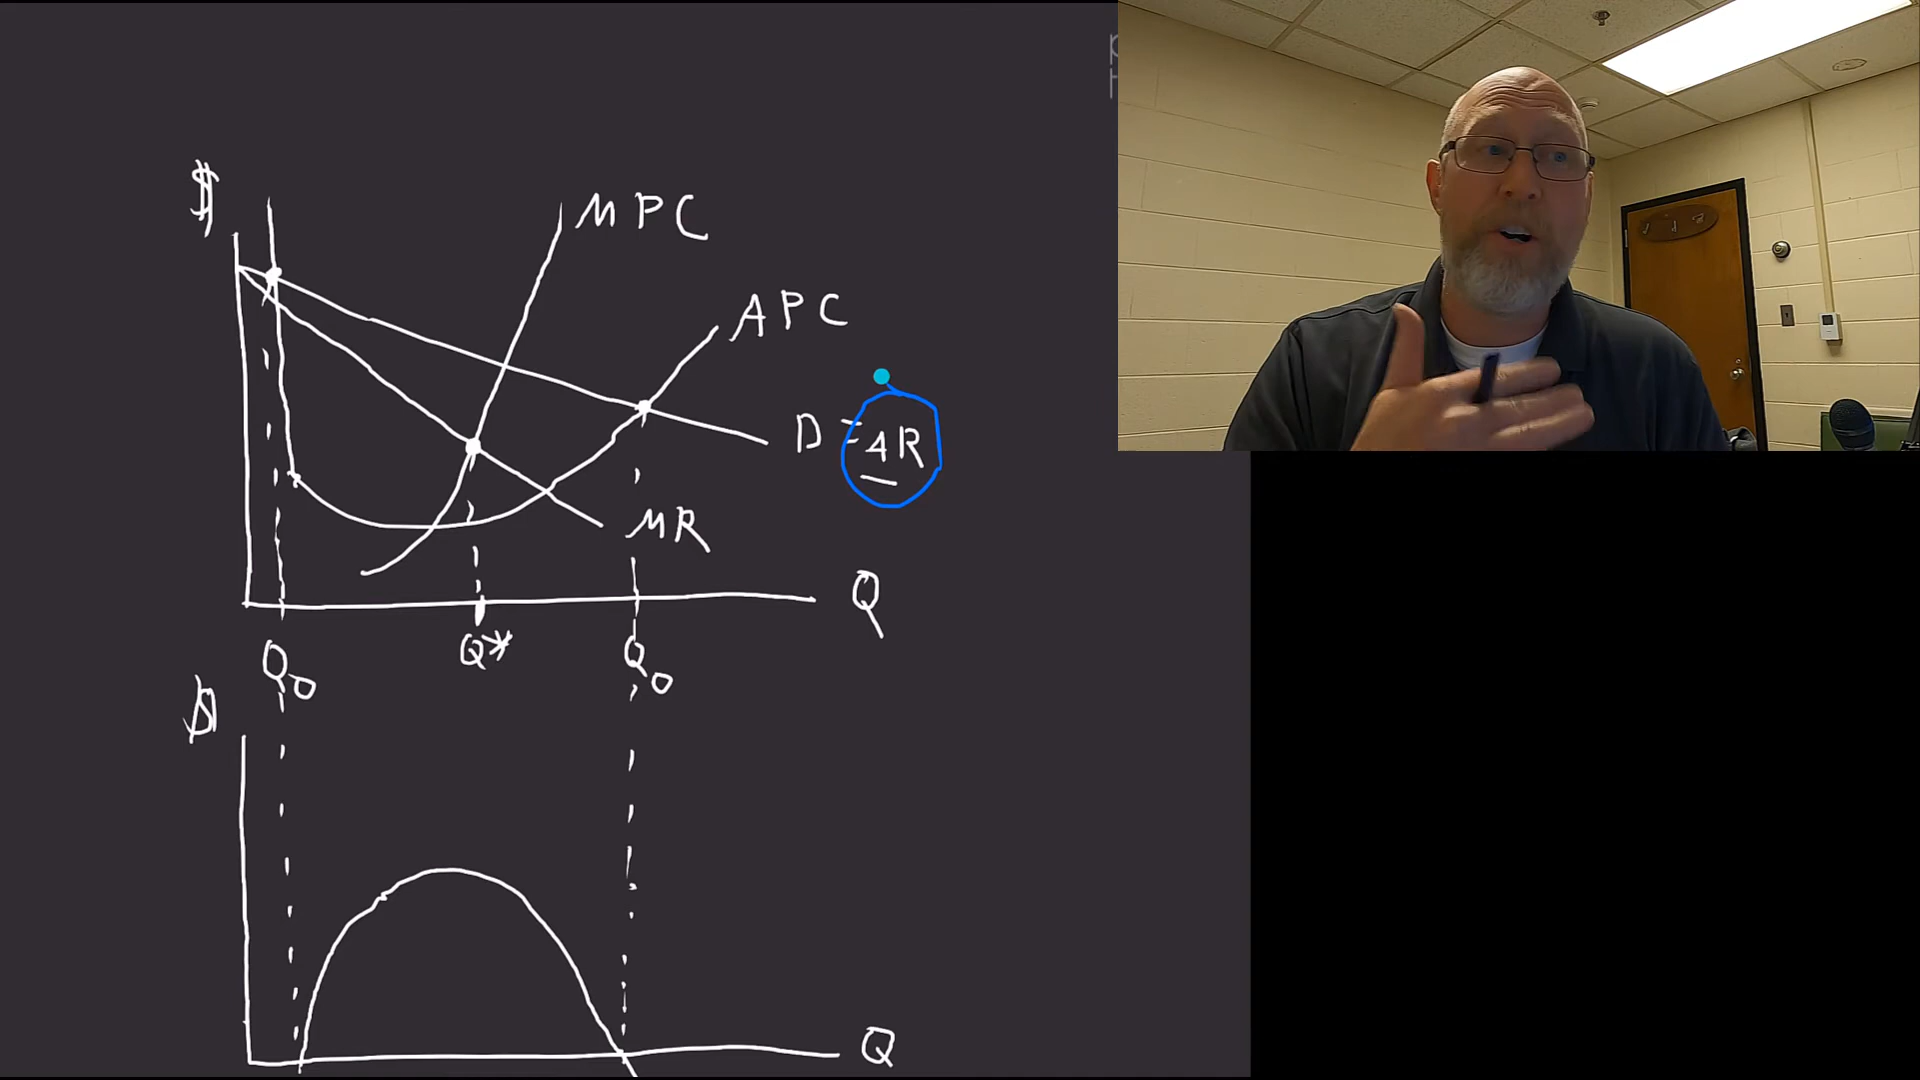 $
MPC
APC
D = AR
MR
Q
Q₀ Q* Q₀
$
Q